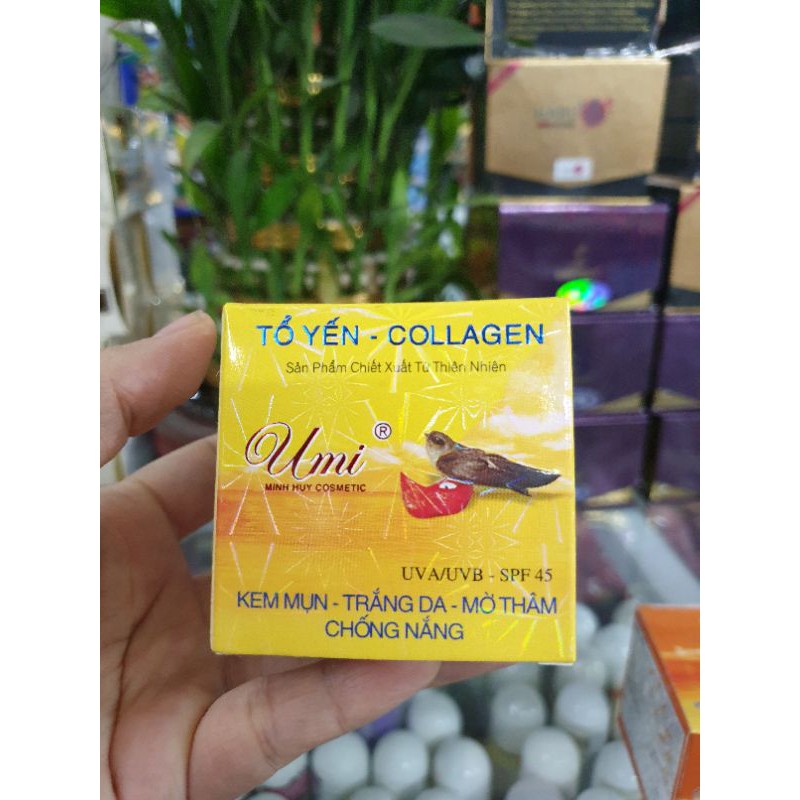 TỔ YẾN - COLLAGEN
Sản Phẩm Chiết Xuất Từ Thiên Nhiên
Umi ®
MINH HUY COSMETIC
UVA/UVB - SPF 45
KEM MỤN - TRẮNG DA - MỜ THÂM
CHỐNG NẮNG